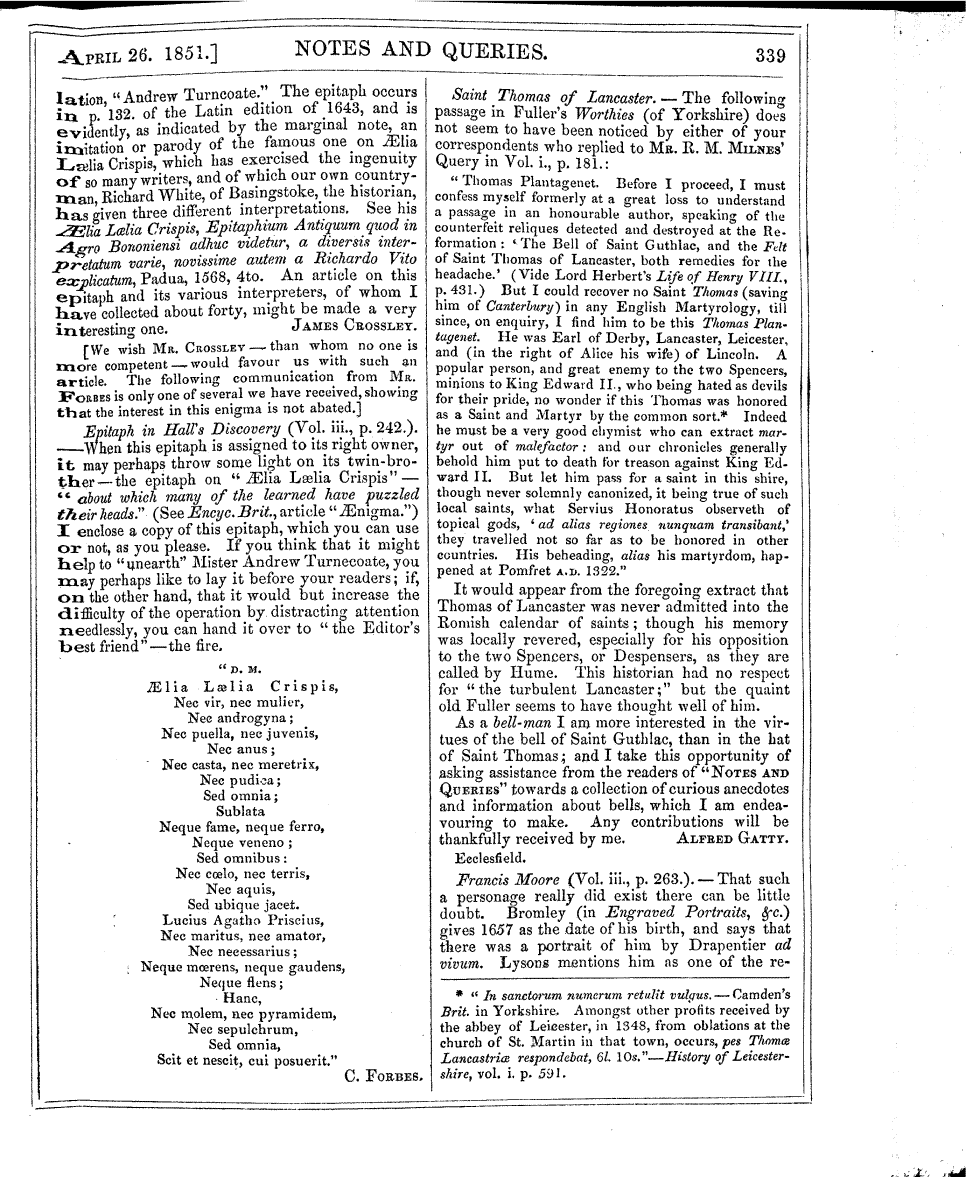 APRIL 26. 1851.] NOTES AND QUERIES. 339
lation, “Andrew Turncoate.” The epitaph occurs
in p. 132. of the Latin edition of 1643, and is
evidently, as indicated by the marginal note, an
imitation or parody of the famous one on Ælia
Lælia Crispis, which has exercised the ingenuity
of so many writers, and of which our own country-
man, Richard White, of Basingstoke, the historian,
has given three different interpretations. See his
Ælia Lælia Crispis, Epitaphium Antiquum quod in
Agro Bononiensi adhuc videtur, a diversis inter-
pretatum varie, novissime autem a Richardo Vito
explicatum, Padua, 1568, 4to. An article on this
epitaph and its various interpreters, of whom I
have collected about forty, might be made a very
interesting one. JAMES CROSSLEY.
[We wish MR. CROSSLEY — than whom no one is
more competent — would favour us with such an
article. The following communication from MR.
FORBES is only one of several we have received, showing
that the interest in this enigma is not abated.]
Epitaph in Hall's Discovery (Vol. iii., p. 242.).
—When this epitaph is assigned to its right owner,
it may perhaps throw some light on its twin-bro-
ther — the epitaph on “Ælia Lælia Crispis” —
“about which many of the learned have puzzled
their heads.” (See Encyc. Brit., article “Ænigma.”)
I enclose a copy of this epitaph, which you can use
or not, as you please. If you think that it might
help to “unearth” Mister Andrew Turnecoate, you
may perhaps like to lay it before your readers; if,
on the other hand, that it would but increase the
difficulty of the operation by distracting attention
needlessly, you can hand it over to “the Editor's
best friend” — the fire.
“D. M.
Ælia Lælia Crispis,
Nec vir, nec mulier,
Nec androgyna;
Nec puella, nec juvenis,
Nec anus;
Nec casta, nec meretrix,
Nec pudica;
Sed omnia;
Sublata
Neque fame, neque ferro,
Neque veneno;
Sed omnibus:
Nec cœlo, nec terris,
Nec aquis,
Sed ubique jacet.
Lucius Agatho Priscius,
Nec maritus, nec amator,
Nec necessarius;
Neque mœrens, neque gaudens,
Neque flens;
Hanc,
Nec molem, nec pyramidem,
Nec sepulchrum,
Sed omnia,
Scit et nescit, cui posuerit.”
C. FORBES.
Saint Thomas of Lancaster. — The following
passage in Fuller's Worthies (of Yorkshire) does
not seem to have been noticed by either of your
correspondents who replied to MR. R. M. MILNES'
Query in Vol. i., p. 181.:
“Thomas Plantagenet. Before I proceed, I must
confess myself formerly at a great loss to understand
a passage in an honourable author, speaking of the
counterfeit reliques detected and destroyed at the Re-
formation: ‘The Bell of Saint Guthlac, and the Felt
of Saint Thomas of Lancaster, both remedies for the
headache.’ (Vide Lord Herbert's Life of Henry VIII.,
p. 431.) But I could recover no Saint Thomas (saving
him of Canterbury) in any English Martyrology, till
since, on enquiry, I find him to be this Thomas Plan-
tagenet. He was Earl of Derby, Lancaster, Leicester,
and (in the right of Alice his wife) of Lincoln. A
popular person, and great enemy to the two Spencers,
minions to King Edward II., who being hated as devils
for their pride, no wonder if this Thomas was honored
as a Saint and Martyr by the common sort.* Indeed
he must be a very good chymist who can extract mar-
tyr out of malefactor: and our chronicles generally
behold him put to death for treason against King Ed-
ward II. But let him pass for a saint in this shire,
though never solemnly canonized, it being true of such
local saints, what Servius Honoratus observeth of
topical gods, ‘ad alias regiones nunquam transibant,’
they travelled not so far as to be honored in other
countries. His beheading, alias his martyrdom, hap-
pened at Pomfret A.D. 1322.”
It would appear from the foregoing extract that
Thomas of Lancaster was never admitted into the
Romish calendar of saints; though his memory
was locally revered, especially for his opposition
to the two Spencers, or Despensers, as they are
called by Hume. This historian had no respect
for “the turbulent Lancaster;” but the quaint
old Fuller seems to have thought well of him.
As a bell-man I am more interested in the vir-
tues of the bell of Saint Guthlac, than in the hat
of Saint Thomas; and I take this opportunity of
asking assistance from the readers of “NOTES AND
QUERIES” towards a collection of curious anecdotes
and information about bells, which I am endea-
vouring to make. Any contributions will be
thankfully received by me. ALFRED GATTY.
Ecclesfield.
Francis Moore (Vol. iii., p. 263.). — That such
a personage really did exist there can be little
doubt. Bromley (in Engraved Portraits, &c.)
gives 1657 as the date of his birth, and says that
there was a portrait of him by Drapentier ad
vivum. Lysons mentions him as one of the re-
* “In sanctorum numerum retulit vulgus. — Camden's
Brit. in Yorkshire. Amongst other profits received by
the abbey of Leicester, in 1348, from oblations at the
church of St. Martin in that town, occurs, pes Thomæ
Lancastriæ respondebat, 6l. 10s.”—History of Leicester-
shire, vol. i. p. 591.